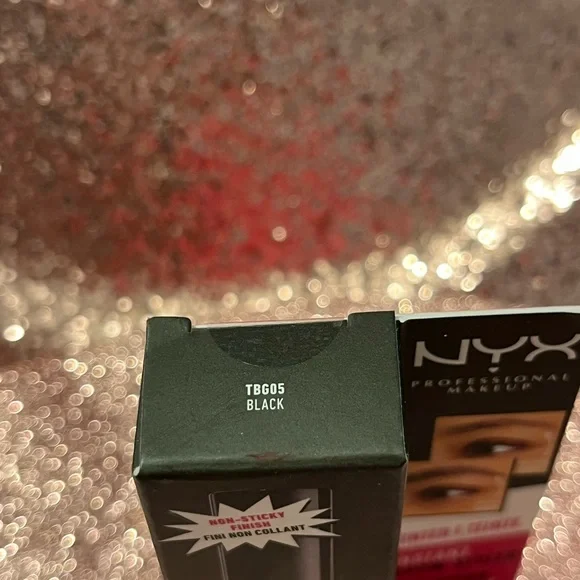 TBG05
BLACK
NON-STICKY
FINISH
FINI NON COLLANT
NYX
PROFESSIONAL
MAKEUP